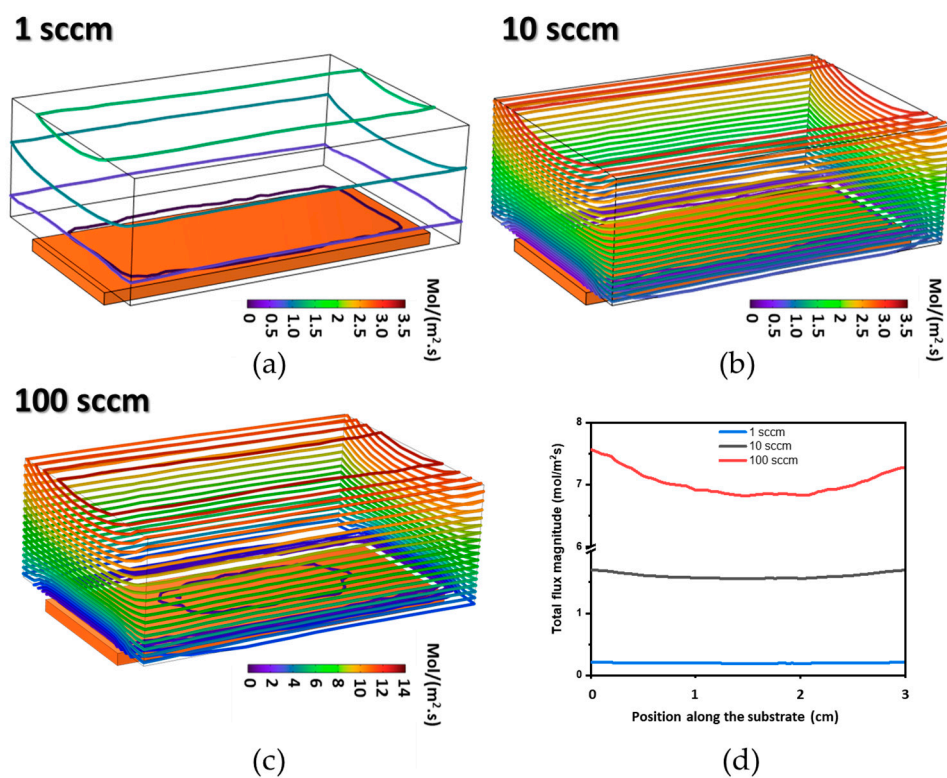 1 sccm
10 sccm
0 0.5 1.0 1.5 2 2.5 3.0 3.5
Mol/(m².s)
0 0.5 1.0 1.5 2 2.5 3.0 3.5
Mol/(m².s)
(a)
(b)
100 sccm
0 2 4 6 8 10 12 14
Mol/(m².s)
8
7
6
1
0
Total flux magnitude (mol/m²s)
1 sccm
10 sccm
100 sccm
0 1 2 3
Position along the substrate (cm)
(c)
(d)